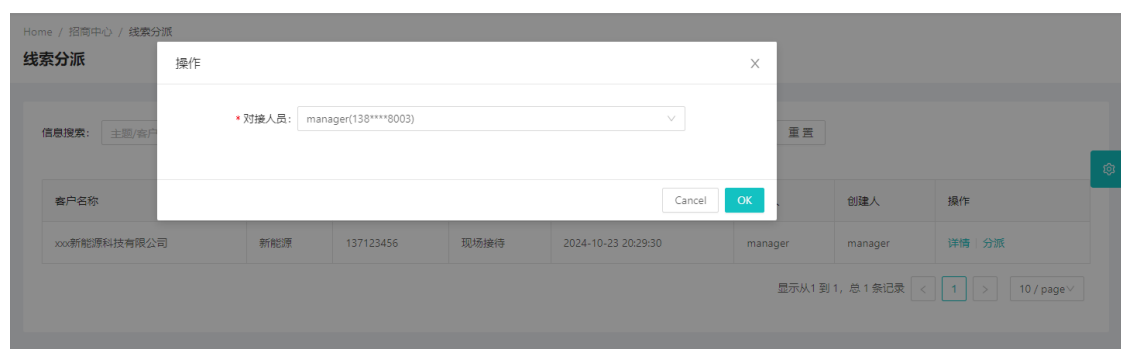 Home / 招商中心 / 线索分派
线索分派
操作
* 对接人员: manager(138****8003)
信息搜索: 主题/客户
重 置
Cancel OK
客户名称 创建人 操作
xxx新能源科技有限公司 新能源 137123456 现场接待 2024-10-23 20:29:30 manager manager 详情 分派
显示从1 到 1, 总 1 条记录 < 1 > 10 / page